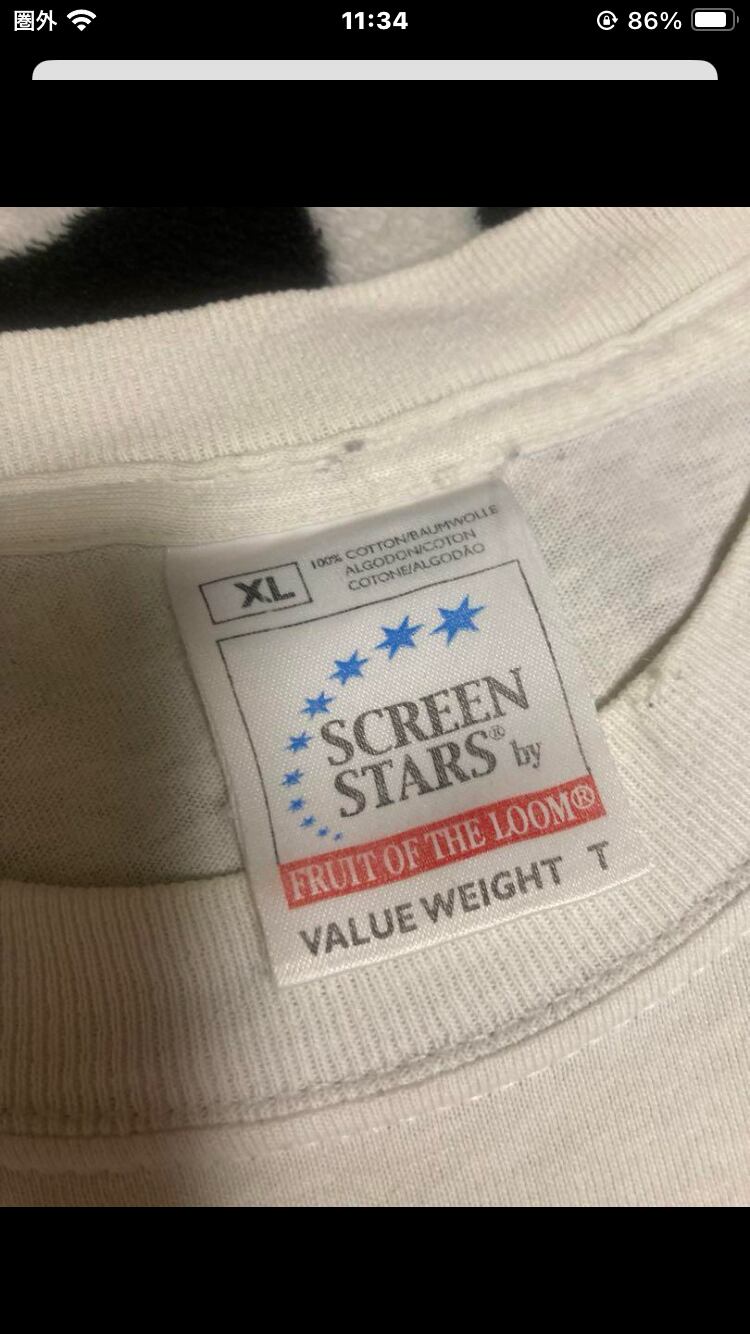 圏外 11:34 86%
XL
100% COTTON/BAUMWOLLE
ALGODON/COTON
COTONE/ALGODÃO
SCREEN
STARS® by
FRUIT OF THE LOOM®
VALUE WEIGHT T